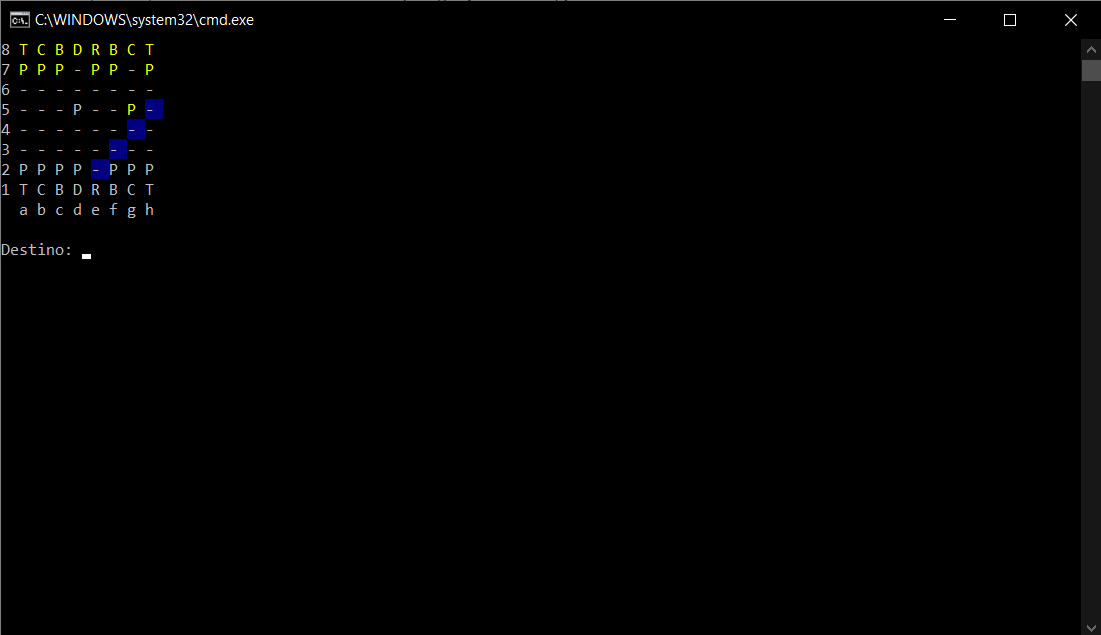 C:\WINDOWS\system32\cmd.exe
8 T C B D R B C T
7 P P P - P P - P
6 - - - - - - - -
5 - - - P - - P -
4 - - - - - - - -
3 - - - - - - - -
2 P P P P - P P P
1 T C B D R B C T
a b c d e f g h
Destino: